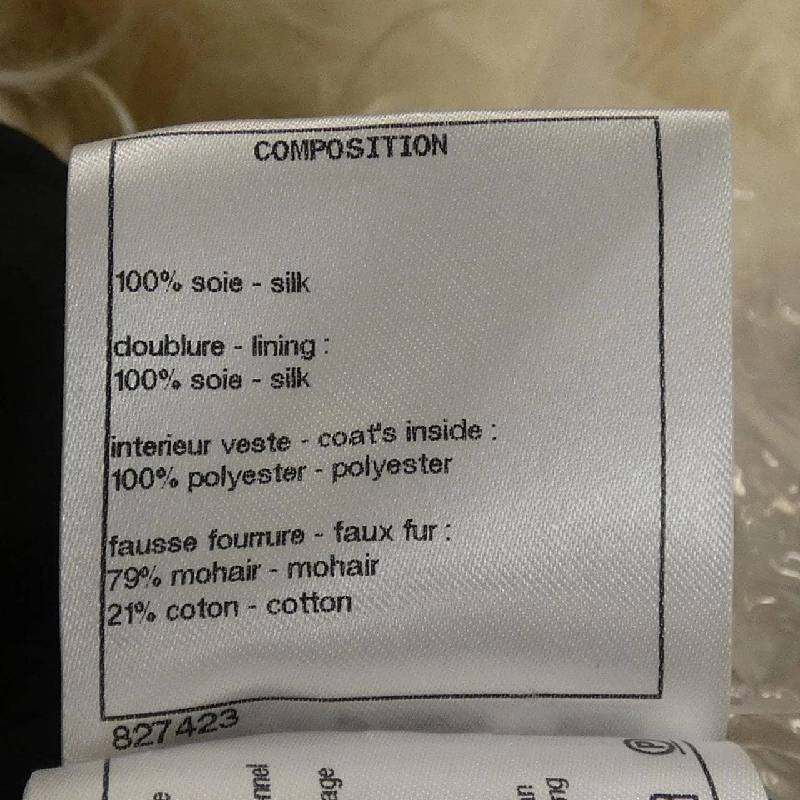 COMPOSITION
100% soie - silk
doublure - lining :
100% soie - silk
interieur veste - coat's inside :
100% polyester - polyester
fausse fourrure - faux fur :
79% mohair - mohair
21% coton - cotton
827423
P